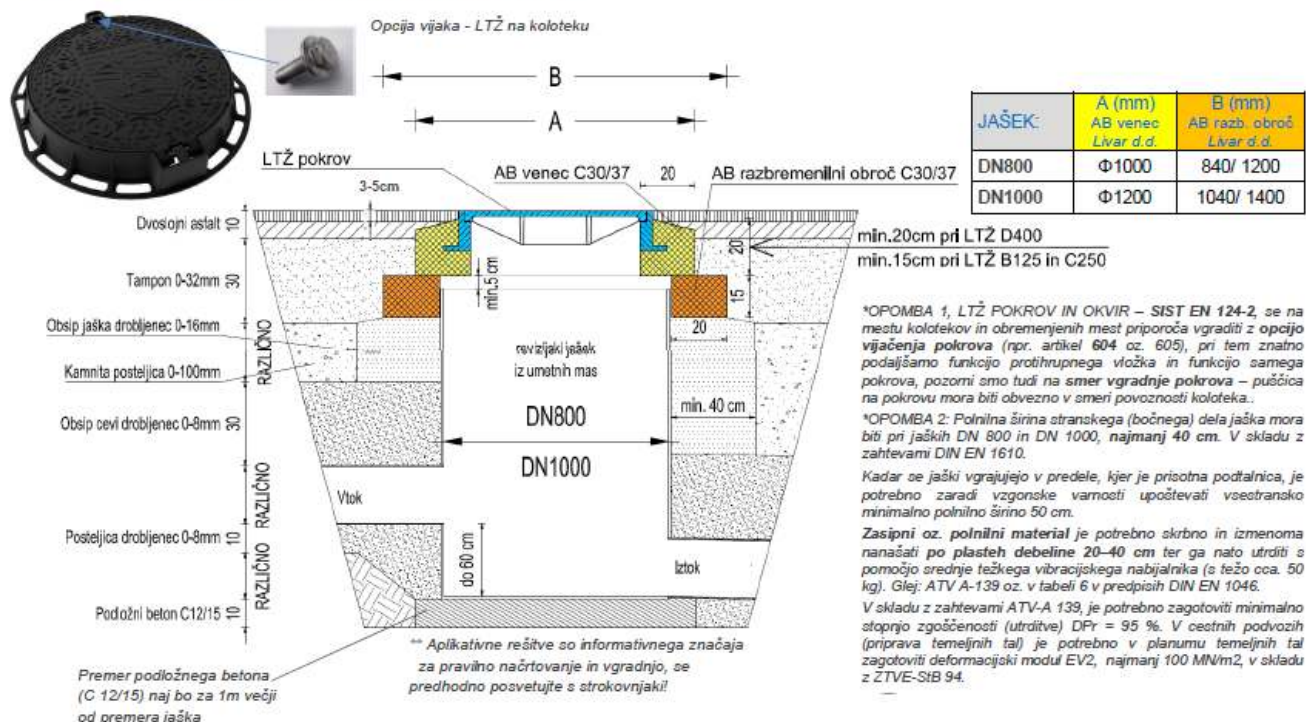 Opcija vijaka - LTŽ na koloteku
B
A
JAŠEK:
A (mm)
AB venec
Livar d.d.
B (mm)
AB razb. obroč
Livar d.d.
DN800
Φ1000
840/ 1200
DN1000
Φ1200
1040/ 1400
LTŽ pokrov
AB venec C30/37
20
AB razbremenilni obroč C30/37
3-5cm
Dvoslojni asfalt
10
20
min.20cm pri LTŽ D400
min.15cm pri LTŽ B125 in C250
Tampon 0-32mm
30
min.5 cm
15
20
Obsip jaška drobljenec 0-16mm
RAZLIČNO
Kamnita posteljica 0-100mm
revizijski jašek
iz umetnih mas
Obsip cevi drobljenec 0-8mm
30
DN800
min. 40 cm
DN1000
RAZLIČNO
Vtok
Posteljica drobljenec 0-8mm
10
RAZLIČNO
do 60 cm
Iztok
Podložni beton C12/15
10
Premer podložnega betona
(C 12/15) naj bo za 1m večji
od premera jaška
** Aplikativne rešitve so informativnega značaja
za pravilno načrtovanje in vgradnjo, se
predhodno posvetujte s strokovnjaki!
*OPOMBA 1, LTŽ POKROV IN OKVIR – SIST EN 124-2, se na
mestu kolotekov in obremenjenih mest priporoča vgraditi z opcijo
vijačenja pokrova (npr. artikel 604 oz. 605), pri tem znatno
podaljšamo funkcijo protihrupnega vložka in funkcijo samega
pokrova, pozorni smo tudi na smer vgradnje pokrova – puščica
na pokrovu mora biti obvezno v smeri povoznosti koloteka..
*OPOMBA 2: Polnilna širina stranskega (bočnega) dela jaška mora
biti pri jaških DN 800 in DN 1000, najmanj 40 cm. V skladu z
zahtevami DIN EN 1610.
Kadar se jaški vgrajujejo v predele, kjer je prisotna podtalnica, je
potrebno zaradi vzgonske varnosti upoštevati vsestransko
minimalno polnilno širino 50 cm.
Zasipni oz. polnilni material je potrebno skrbno in izmenoma
nanašati po plasteh debeline 20–40 cm ter ga nato utrditi s
pomočjo srednje težkega vibracijskega nabijalnika (s težo cca. 50
kg). Glej: ATV A-139 oz. v tabeli 6 v predpisih DIN EN 1046.
V skladu z zahtevami ATV-A 139, je potrebno zagotoviti minimalno
stopnjo zgoščenosti (utrditve) DPr = 95 %. V cestnih podvozih
(priprava temeljnih tal) je potrebno v planumu temeljnih tal
zagotoviti deformacijski modul EV2, najmanj 100 MN/m2, v skladu
z ZTVE-StB 94.